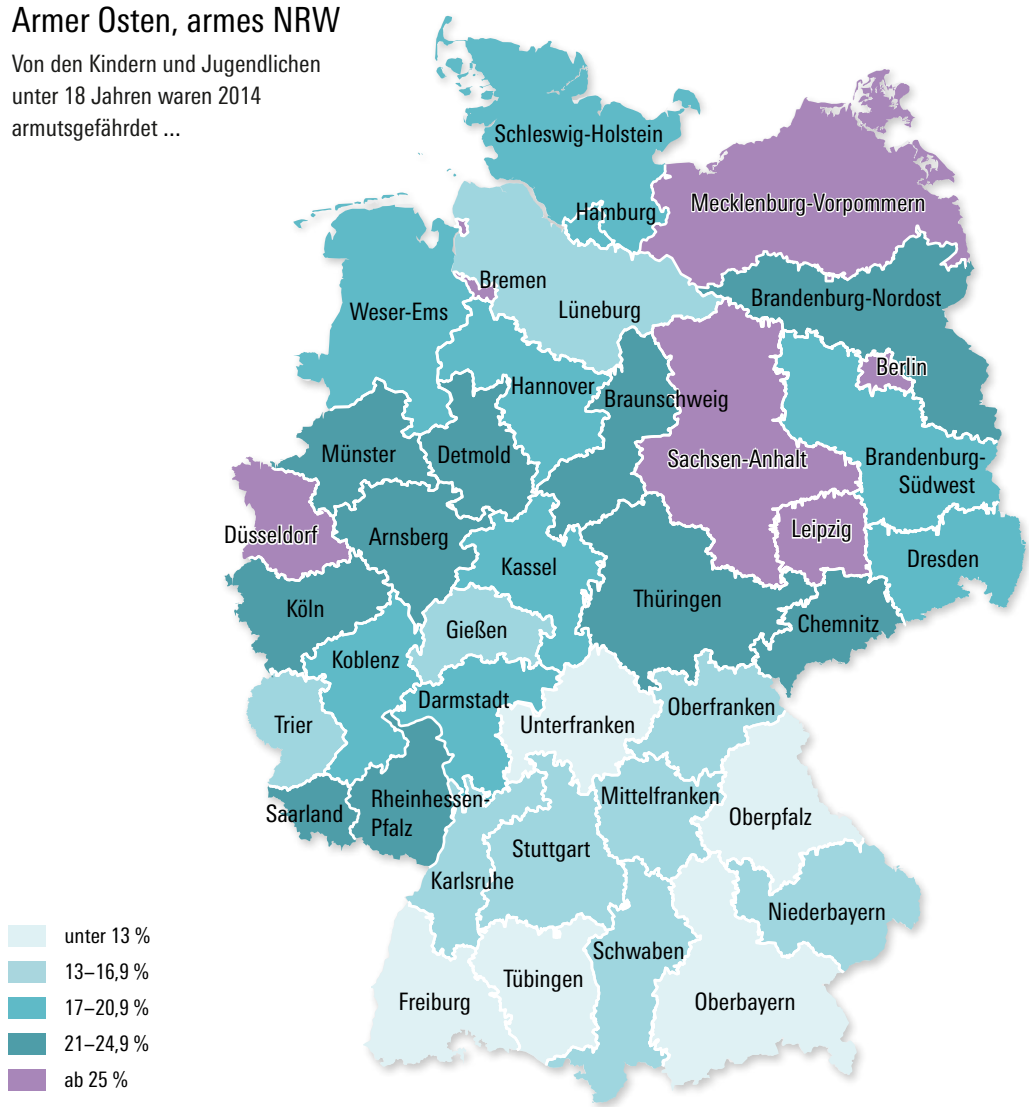 Armer Osten, armes NRW
Von den Kindern und Jugendlichen
unter 18 Jahren waren 2014
armutsgefährdet ...
Schleswig-Holstein
Hamburg
Mecklenburg-Vorpommern
Bremen
Lüneburg
Brandenburg-Nordost
Weser-Ems
Berlin
Hannover
Braunschweig
Münster
Detmold
Sachsen-Anhalt
Brandenburg-
Südwest
Düsseldorf
Arnsberg
Leipzig
Kassel
Dresden
Köln
Thüringen
Gießen
Chemnitz
Koblenz
Darmstadt
Oberfranken
Trier
Unterfranken
Saarland
Rheinhessen-
Pfalz
Mittelfranken
Oberpfalz
Stuttgart
Karlsruhe
Niederbayern
Schwaben
Tübingen
Freiburg
Oberbayern
unter 13 %
13–16,9 %
17–20,9 %
21–24,9 %
ab 25 %